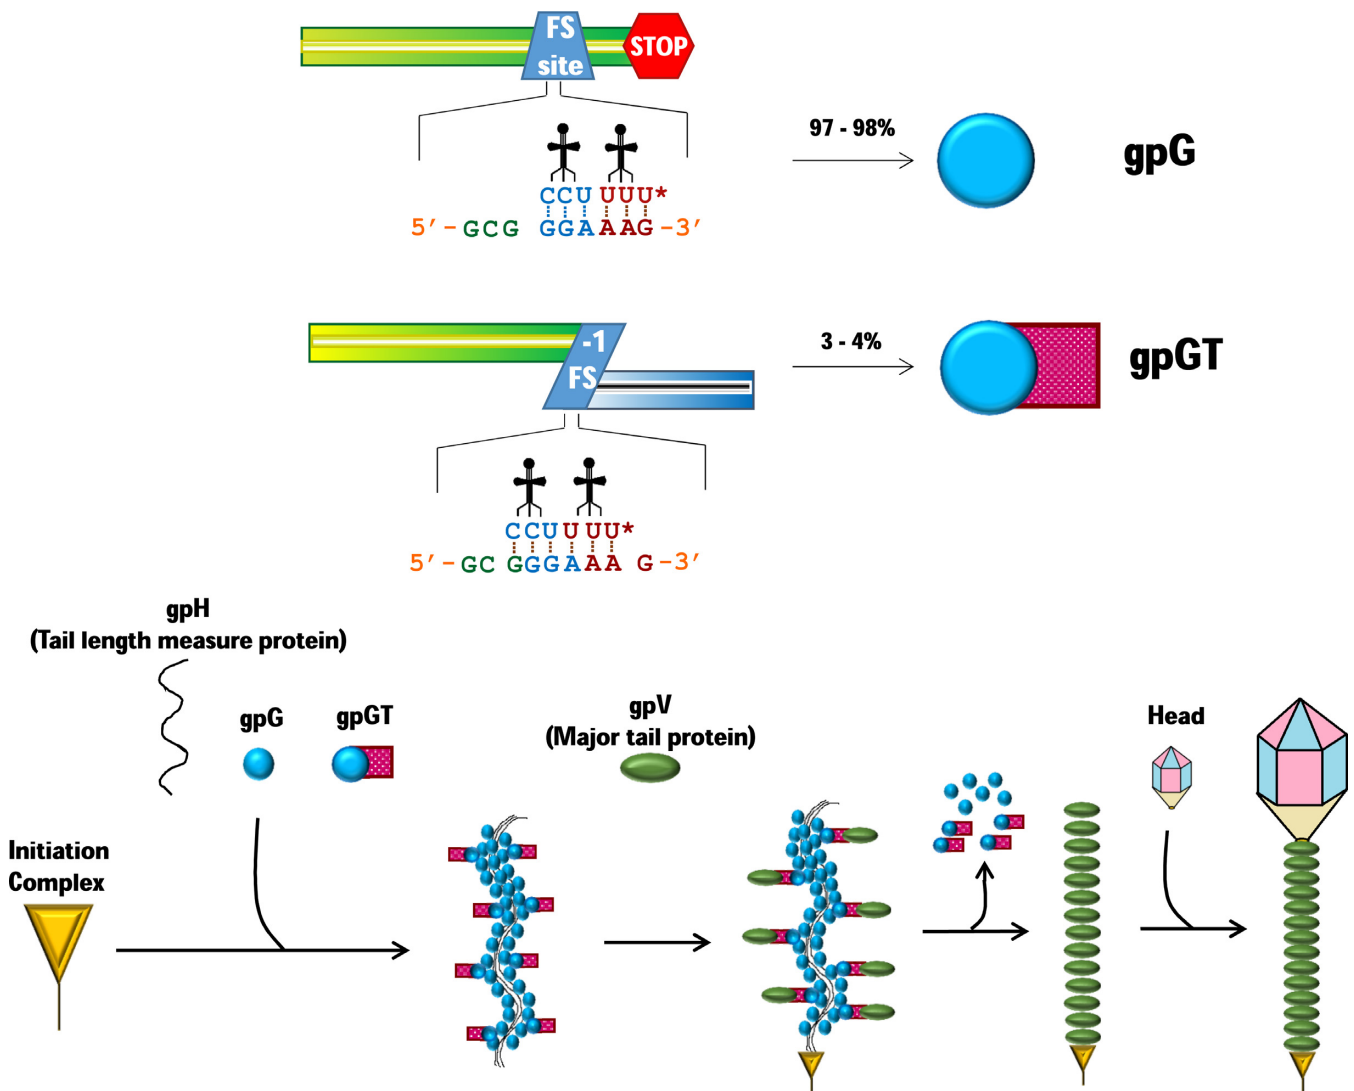 FS
site
STOP
97 - 98%
gpG
CCU UUU*
5′ - GCG GGA AAG -3′
-1
FS
3 - 4%
gpGT
CCUUUU*
5′ - GC GGGAAA G -3′
gpH
(Tail length measure protein)
gpG
gpGT
gpV
(Major tail protein)
Head
Initiation
Complex